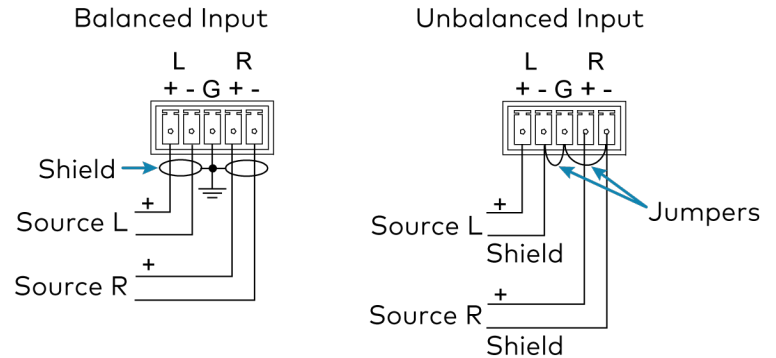 Balanced Input
L R
+ - G + -
Shield
+
Source L
+
Source R
Unbalanced Input
L R
+ - G + -
Jumpers
+
Source L
Shield
+
Source R
Shield